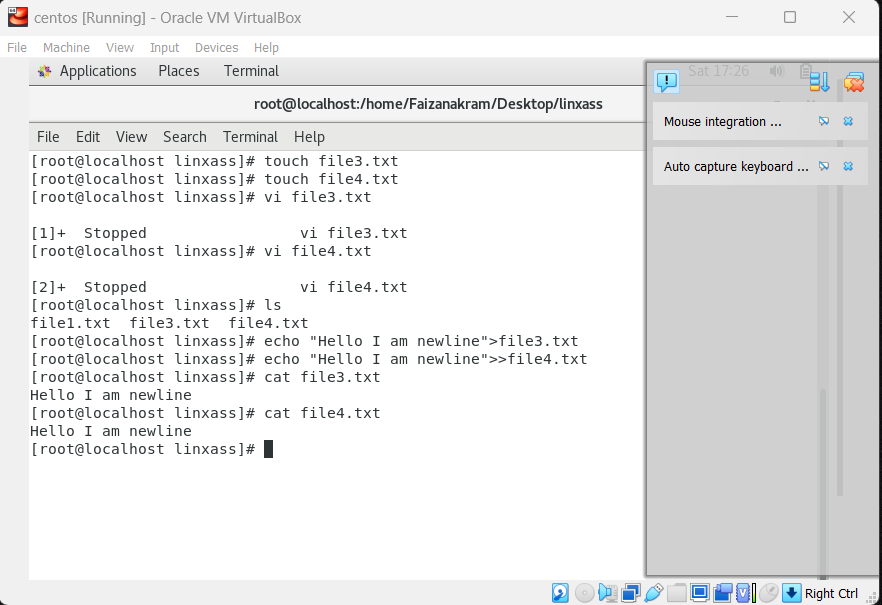 centos [Running] - Oracle VM VirtualBox
File Machine View Input Devices Help
Applications Places Terminal
Sat 17:26
root@localhost:/home/Faizanakram/Desktop/linxass
File Edit View Search Terminal Help
Mouse integration ...
Auto capture keyboard ...
[root@localhost linxass]# touch file3.txt
[root@localhost linxass]# touch file4.txt
[root@localhost linxass]# vi file3.txt
[1]+  Stopped                 vi file3.txt
[root@localhost linxass]# vi file4.txt
[2]+  Stopped                 vi file4.txt
[root@localhost linxass]# ls
file1.txt  file3.txt  file4.txt
[root@localhost linxass]# echo "Hello I am newline">file3.txt
[root@localhost linxass]# echo "Hello I am newline">>file4.txt
[root@localhost linxass]# cat file3.txt
Hello I am newline
[root@localhost linxass]# cat file4.txt
Hello I am newline
[root@localhost linxass]#
Right Ctrl